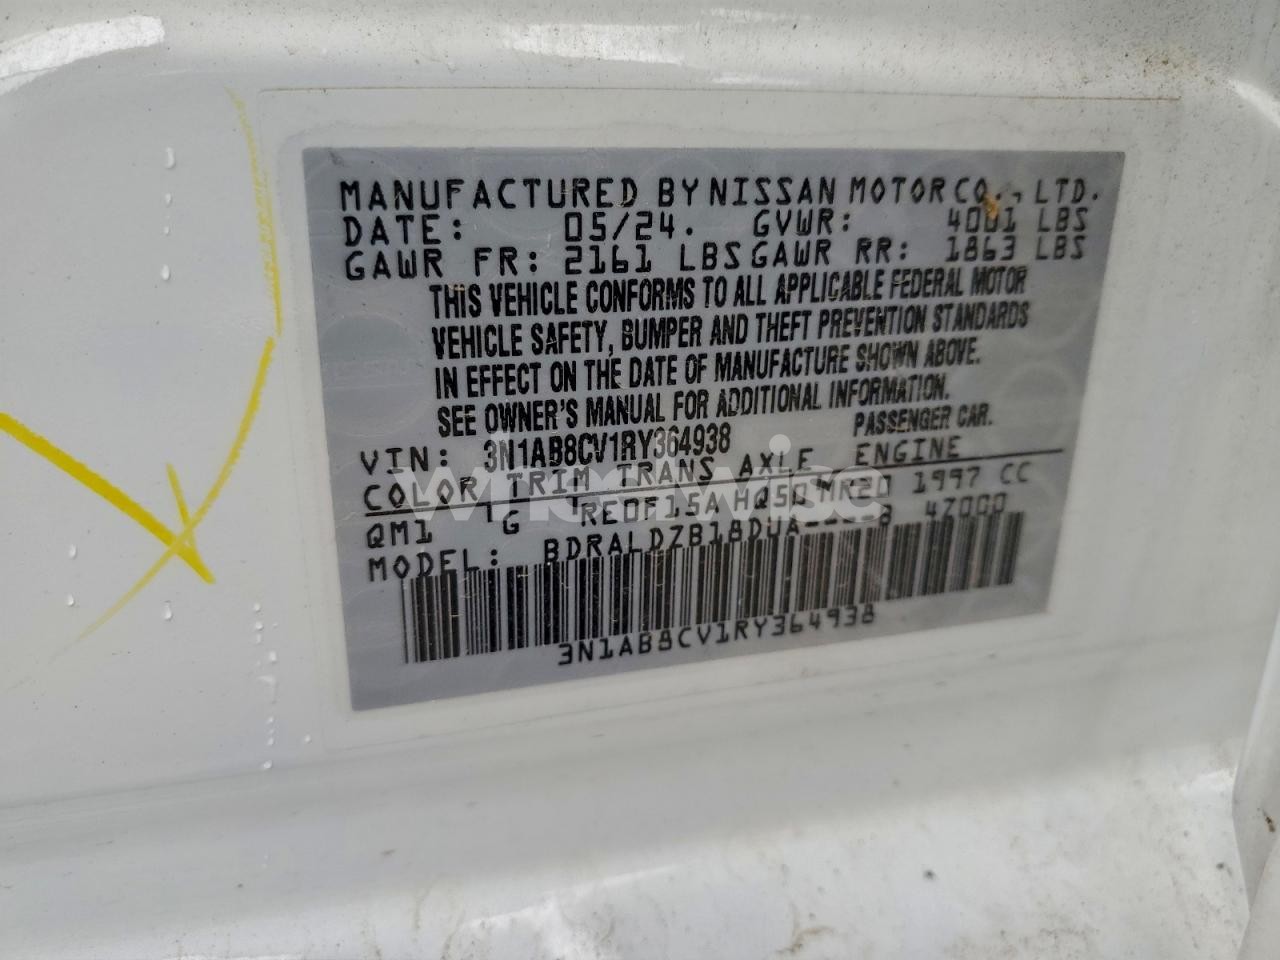 MANUFACTURED BY NISSAN MOTOR CO., LTD.
DATE: 05/24. GVWR: 4001 LBS
GAWR FR: 2161 LBS GAWR RR: 1863 LBS
THIS VEHICLE CONFORMS TO ALL APPLICABLE FEDERAL MOTOR
VEHICLE SAFETY, BUMPER AND THEFT PREVENTION STANDARDS
IN EFFECT ON THE DATE OF MANUFACTURE SHOWN ABOVE.
SEE OWNER'S MANUAL FOR ADDITIONAL INFORMATION.
VIN: 3N1AB8CV1RY364938 PASSENGER CAR.
COLOR TRIM TRANS AXLE ENGINE
QM1 G RE0F15A HQ50 MR20 1997 CC
MODEL: BDRALDZB18DUA-----B 47000
3N1AB8CV1RY364938